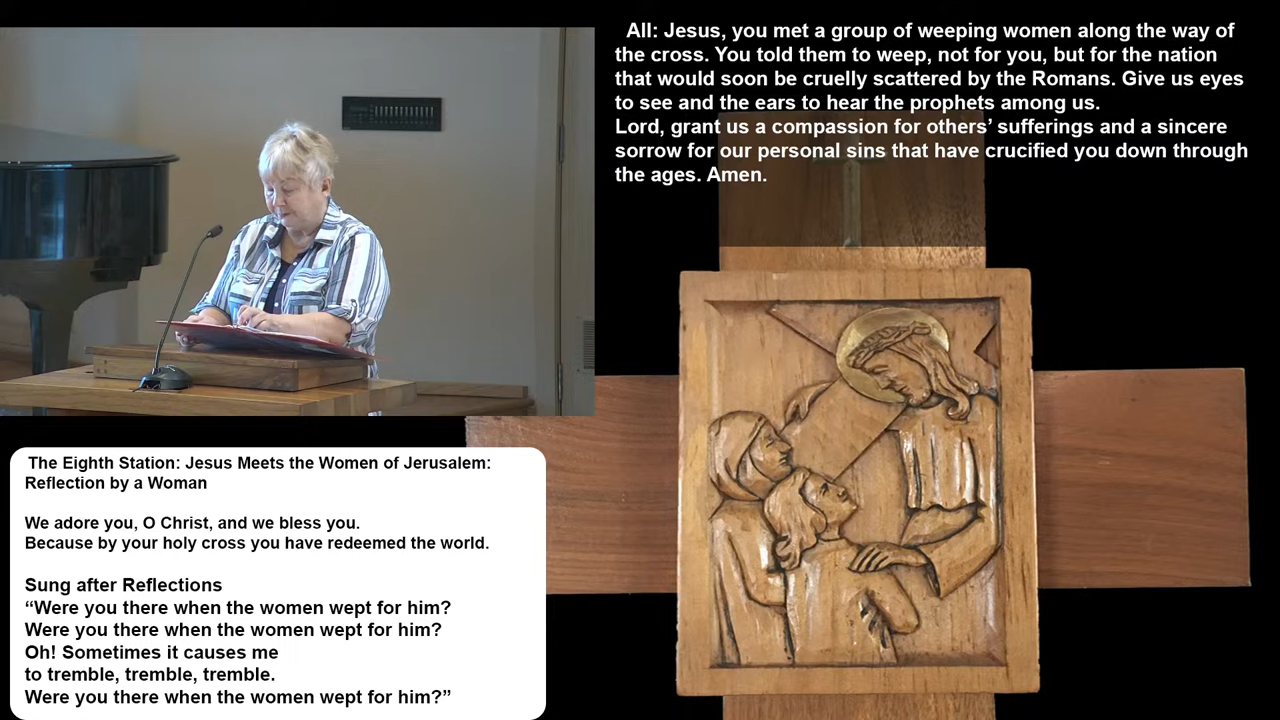 All: Jesus, you met a group of weeping women along the way of
the cross. You told them to weep, not for you, but for the nation
that would soon be cruelly scattered by the Romans. Give us eyes
to see and the ears to hear the prophets among us.
Lord, grant us a compassion for others’ sufferings and a sincere
sorrow for our personal sins that have crucified you down through
the ages. Amen.
The Eighth Station: Jesus Meets the Women of Jerusalem:
Reflection by a Woman
We adore you, O Christ, and we bless you.
Because by your holy cross you have redeemed the world.
Sung after Reflections
“Were you there when the women wept for him?
Were you there when the women wept for him?
Oh! Sometimes it causes me
to tremble, tremble, tremble.
Were you there when the women wept for him?”